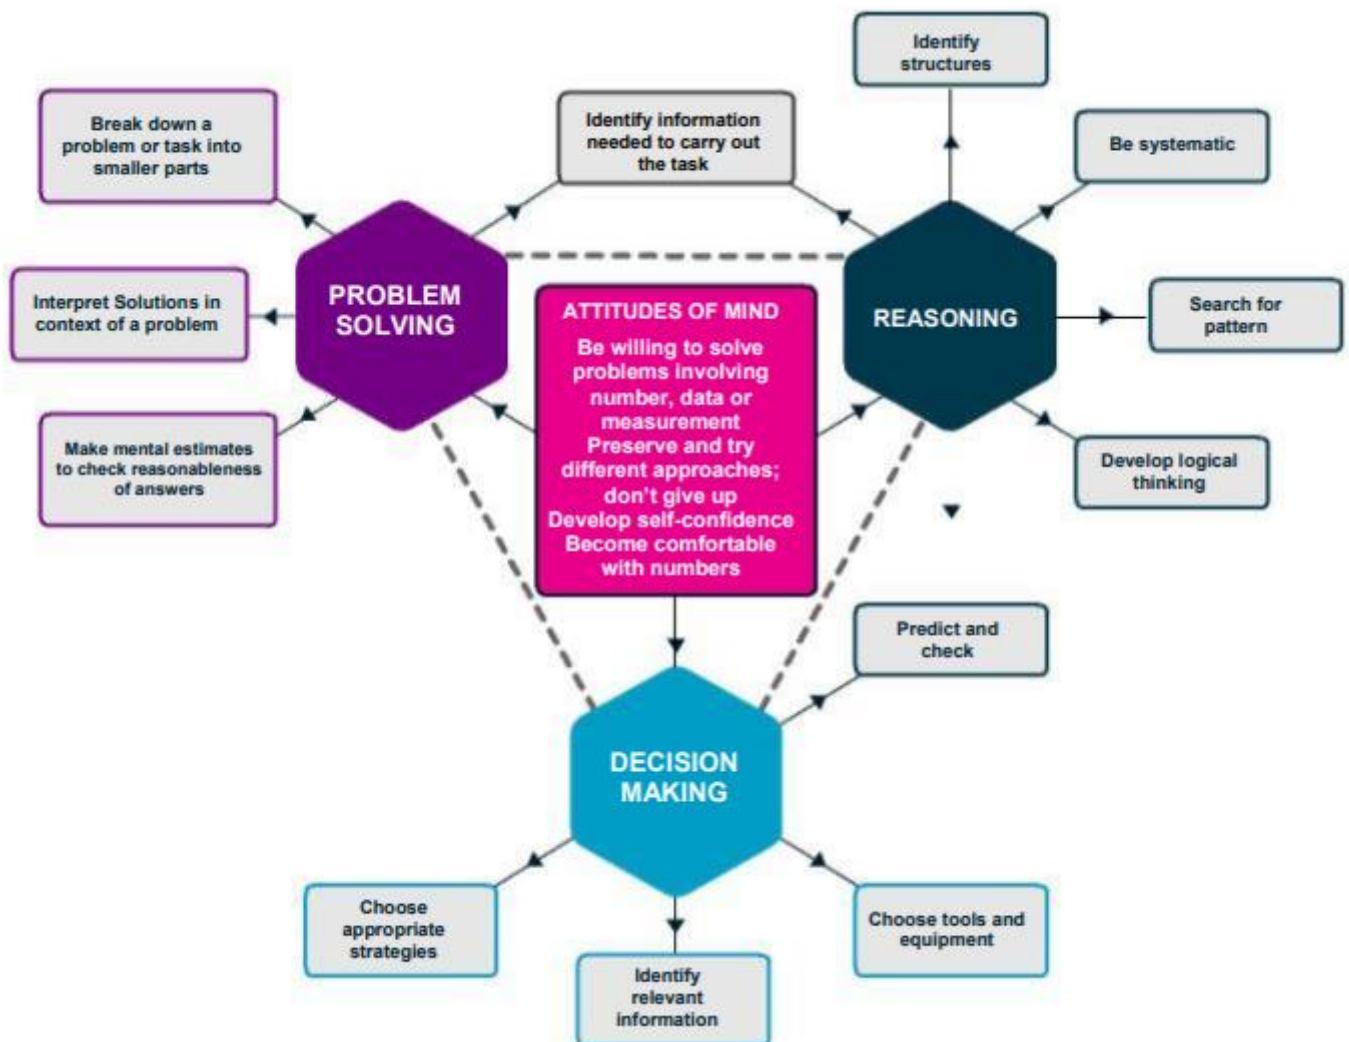 Identify
structures
Break down a
problem or task into
smaller parts
Identify information
needed to carry out
the task
Be systematic
PROBLEM
SOLVING
Interpret Solutions in
context of a problem
ATTITUDES OF MIND
Be willing to solve
problems involving
number, data or
measurement
Preserve and try
different approaches;
don't give up
Develop self-confidence
Become comfortable
with numbers
REASONING
Search for
pattern
Make mental estimates
to check reasonableness
of answers
Develop logical
thinking
Predict and
check
DECISION
MAKING
Choose
appropriate
strategies
Identify
relevant
information
Choose tools and
equipment